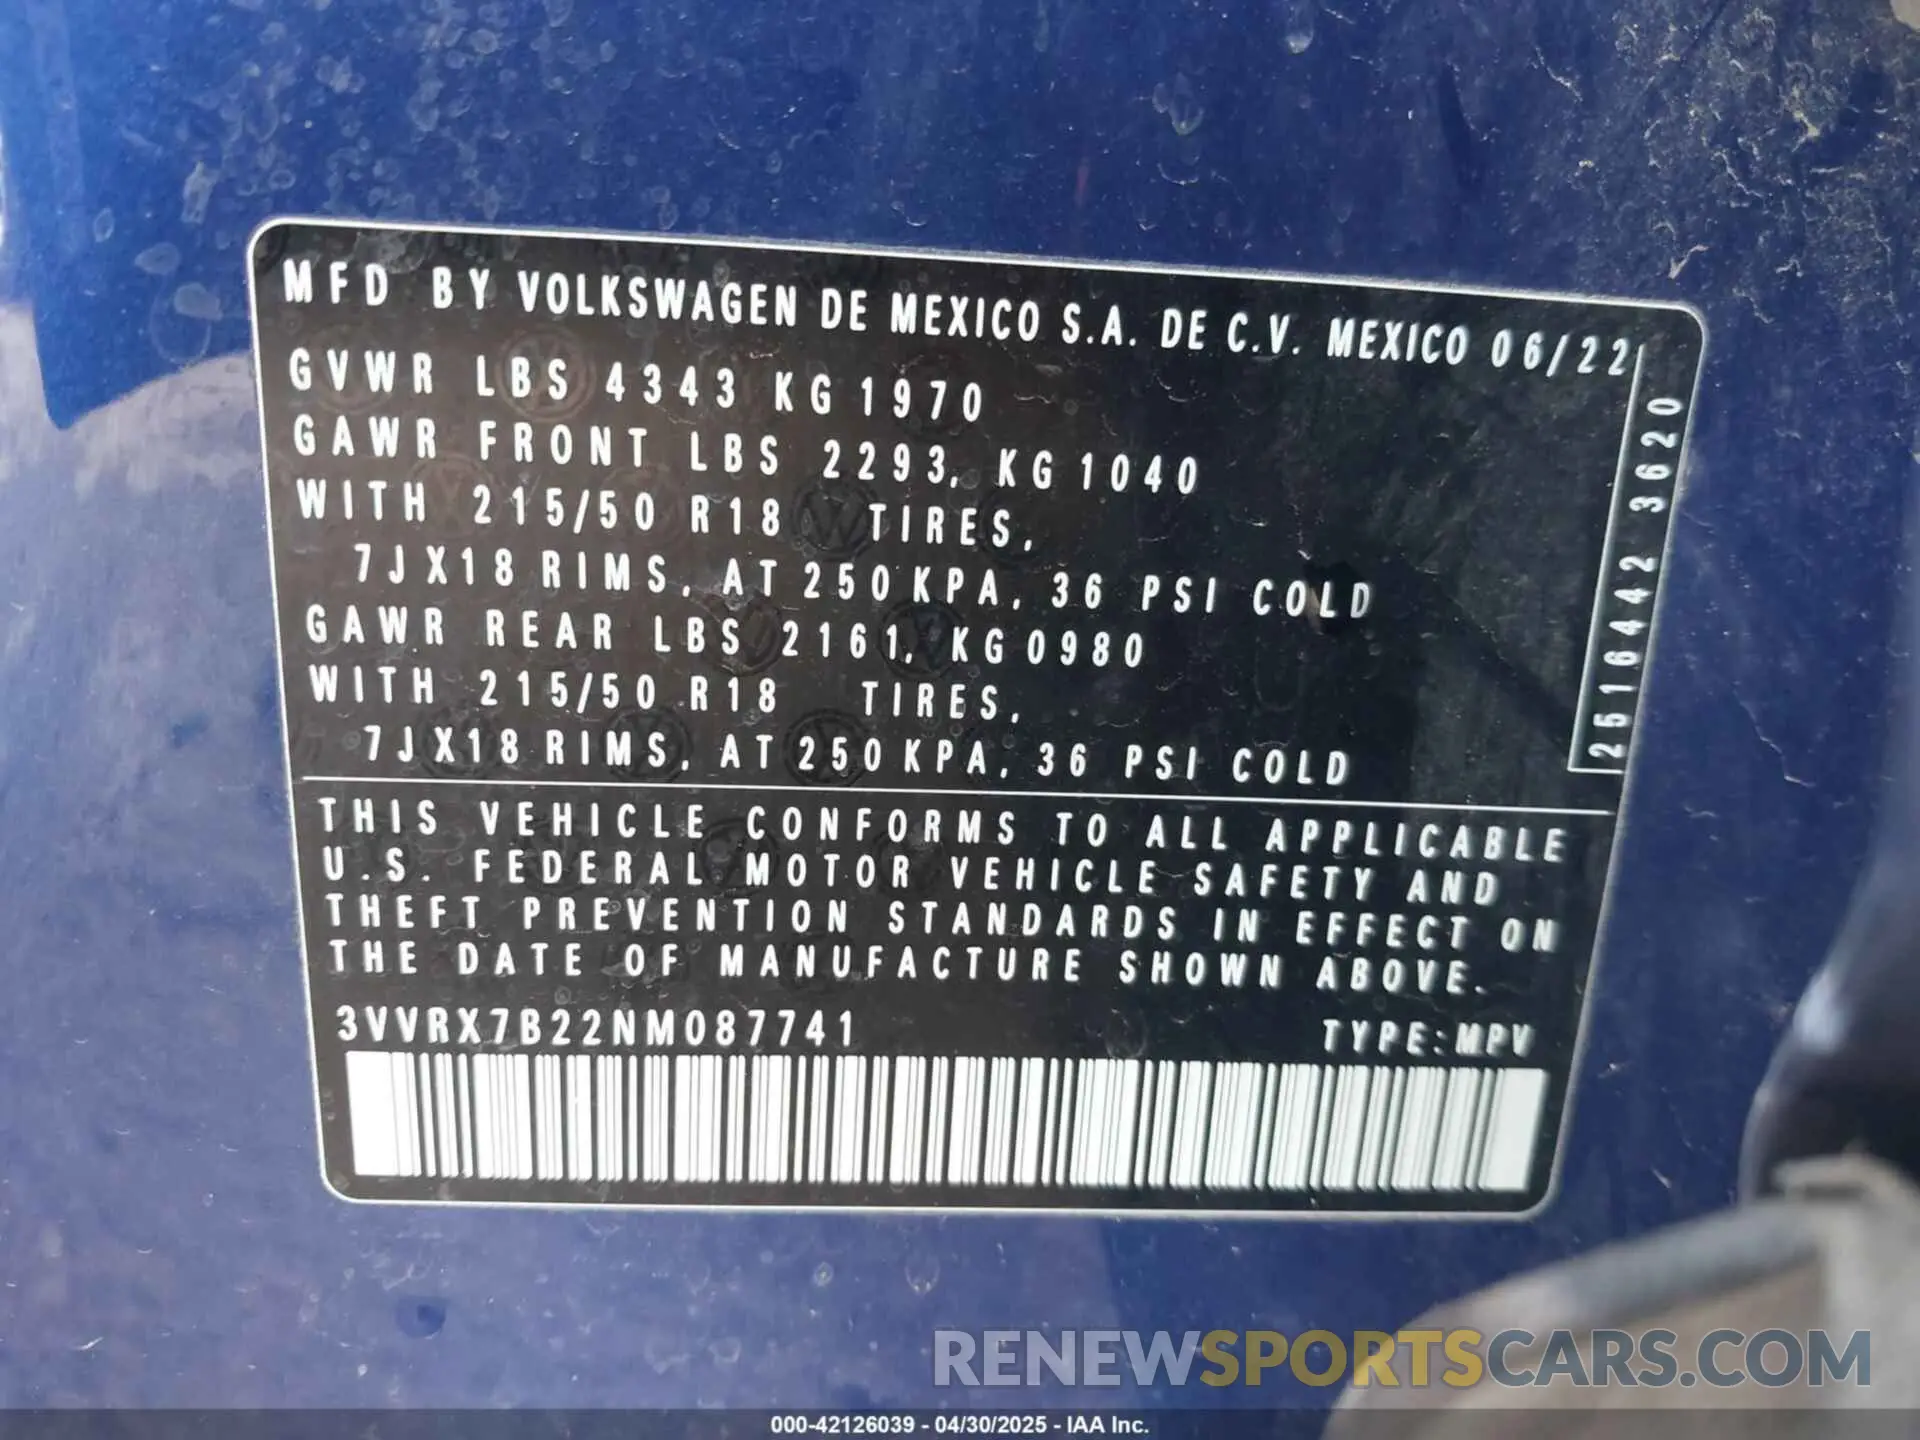 MFD BY VOLKSWAGEN DE MEXICO S.A. DE C.V. MEXICO 06/22
GVWR LBS 4343 KG 1970
GAWR FRONT LBS 2293, KG 1040
WITH 215/50 R18 TIRES,
7J X18 RIMS, AT 250 KPA, 36 PSI COLD
GAWR REAR LBS 2161, KG 0980
WITH 215/50 R18 TIRES,
7J X18 RIMS, AT 250 KPA, 36 PSI COLD
2516442 3620
THIS VEHICLE CONFORMS TO ALL APPLICABLE
U.S. FEDERAL MOTOR VEHICLE SAFETY AND
THEFT PREVENTION STANDARDS IN EFFECT ON
THE DATE OF MANUFACTURE SHOWN ABOVE.
3VVRX7B22NM087741 TYPE:MPV
RENEWSPORTSCARS.COM
000-42126039 - 04/30/2025 - IAA Inc.